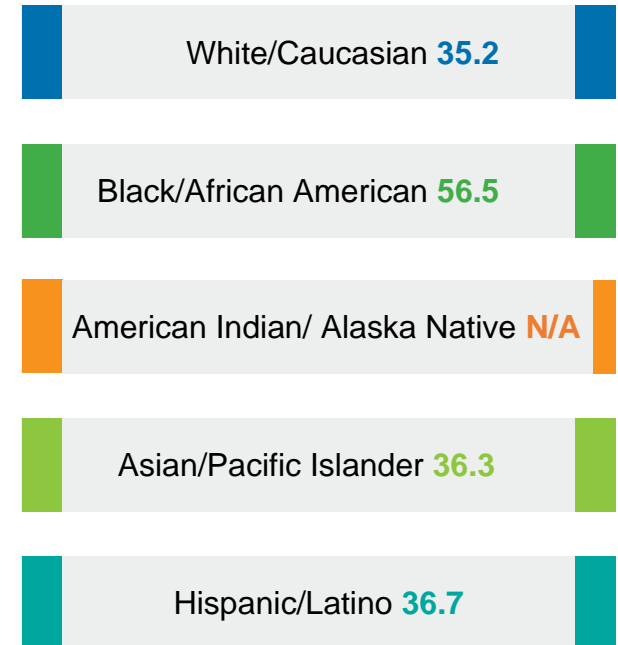 White/Caucasian 35.2
Black/African American 56.5
American Indian/ Alaska Native N/A
Asian/Pacific Islander 36.3
Hispanic/Latino 36.7